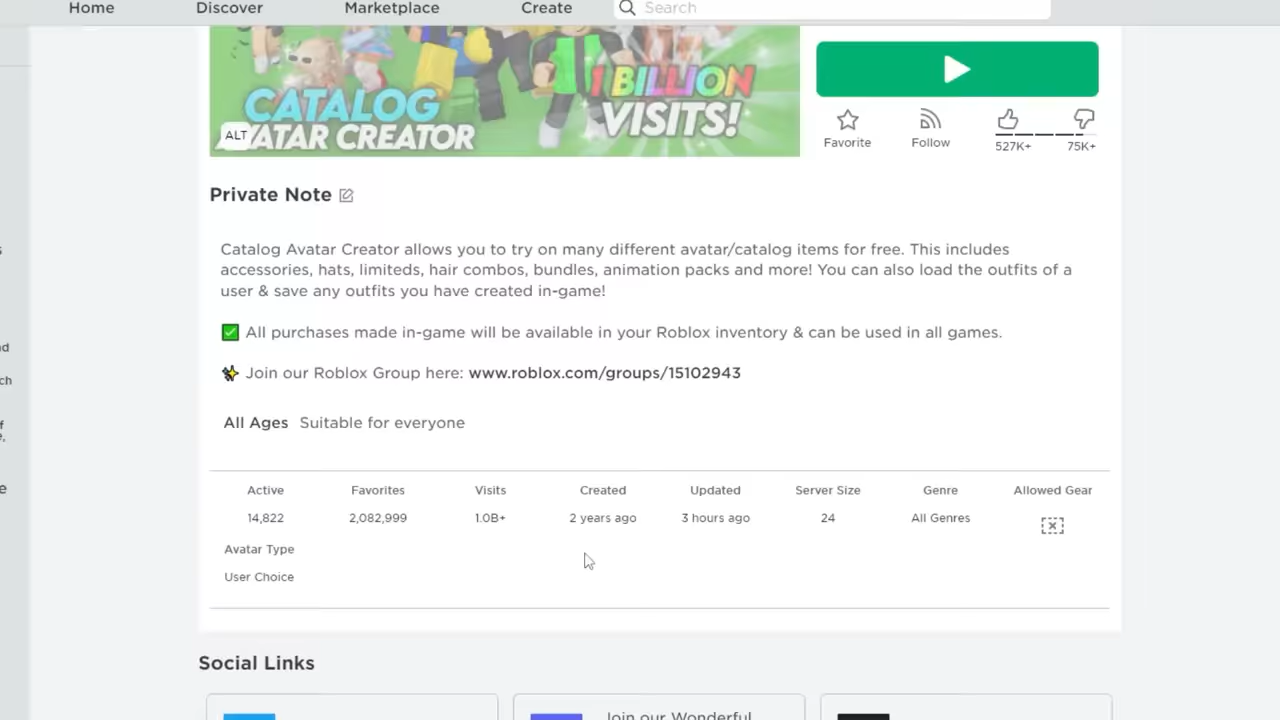 Home Discover Marketplace Create Search
1 BILLION
VISITS!
CATALOG
AVATAR CREATOR
ALT
Favorite Follow 527K+ 75K+
Private Note
Catalog Avatar Creator allows you to try on many different avatar/catalog items for free. This includes
accessories, hats, limiteds, hair combos, bundles, animation packs and more! You can also load the outfits of a
user & save any outfits you have created in-game!
All purchases made in-game will be available in your Roblox inventory & can be used in all games.
Join our Roblox Group here: www.roblox.com/groups/15102943
All Ages Suitable for everyone
Active Favorites Visits Created Updated Server Size Genre Allowed Gear
14,822 2,082,999 1.0B+ 2 years ago 3 hours ago 24 All Genres
Avatar Type
User Choice
Social Links
Join our Wonderful